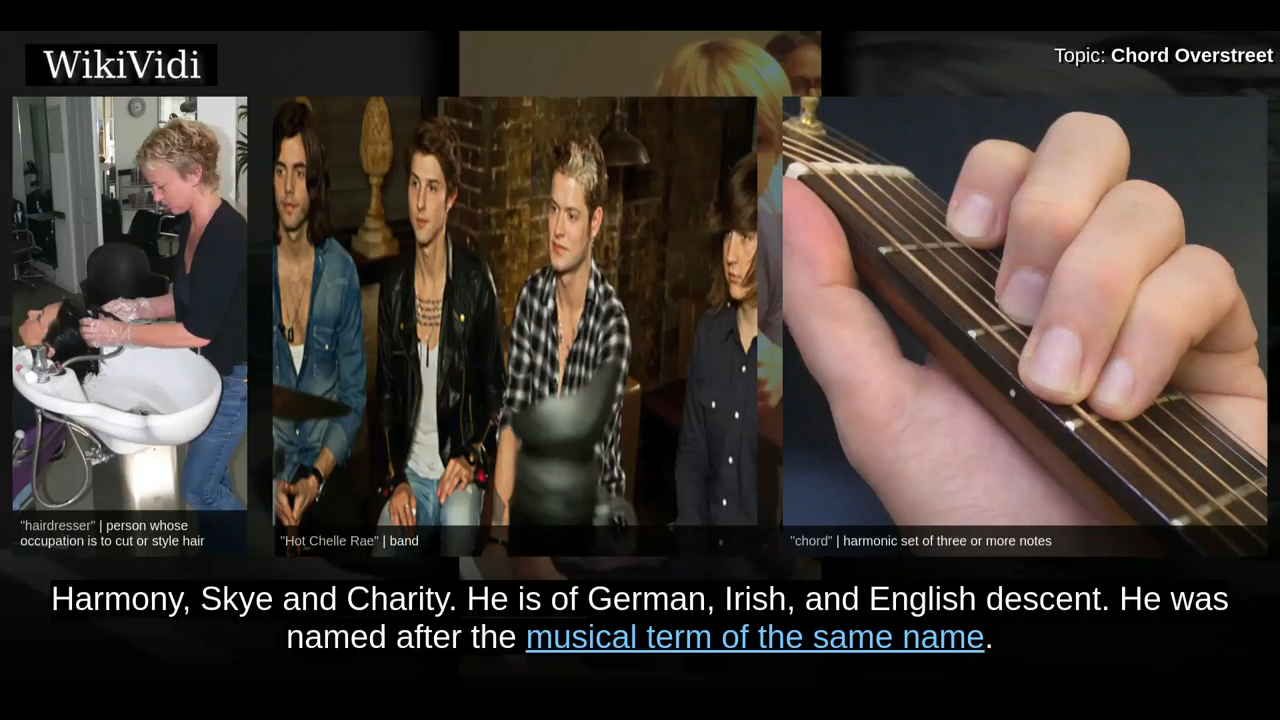 WikiVidi
Topic: Chord Overstreet
"hairdresser" | person whose
occupation is to cut or style hair
"Hot Chelle Rae" | band
"chord" | harmonic set of three or more notes
Harmony, Skye and Charity. He is of German, Irish, and English descent. He was
named after the musical term of the same name.